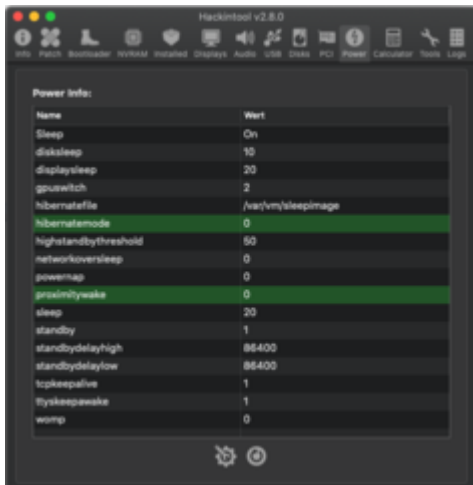 Hackintool v2.8.0
Info Patch Bootloader NVRAM Installed Displays Audio USB Disks PCI Power Calculator Tools Logs
Power Info:
Name Wert
Sleep On
disksleep 10
displaysleep 20
gpuswitch 2
hibernatefile /var/vm/sleepimage
hibernatemode 0
highstandbythreshold 50
networkoversleep 0
powernap 0
proximitywake 0
sleep 20
standby 1
standbydelayhigh 86400
standbydelaylow 86400
tcpkeepalive 1
ttyskeepawake 1
womp 0